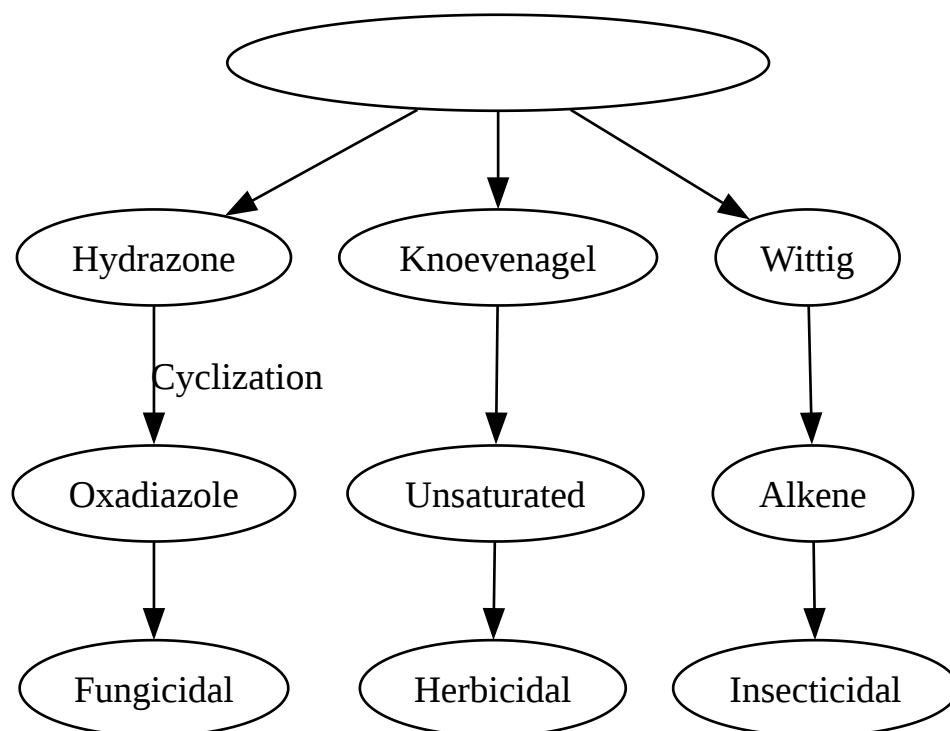 Hydrazone
Knoevenagel
Wittig
Cyclization
Oxadiazole
Unsaturated
Alkene
Fungicidal
Herbicidal
Insecticidal